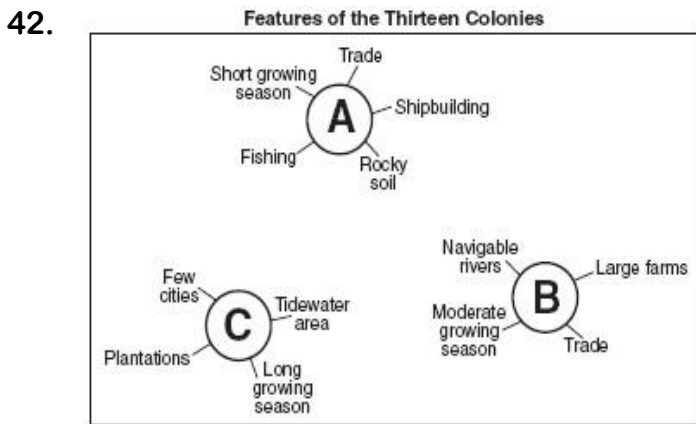 42.
Features of the Thirteen Colonies
Trade
Short growing
season
Shipbuilding
A
Fishing
Rocky
soil
Navigable
rivers
Large farms
B
Moderate
growing
season
Trade
Few
cities
Tidewater
area
C
Plantations
Long
growing
season